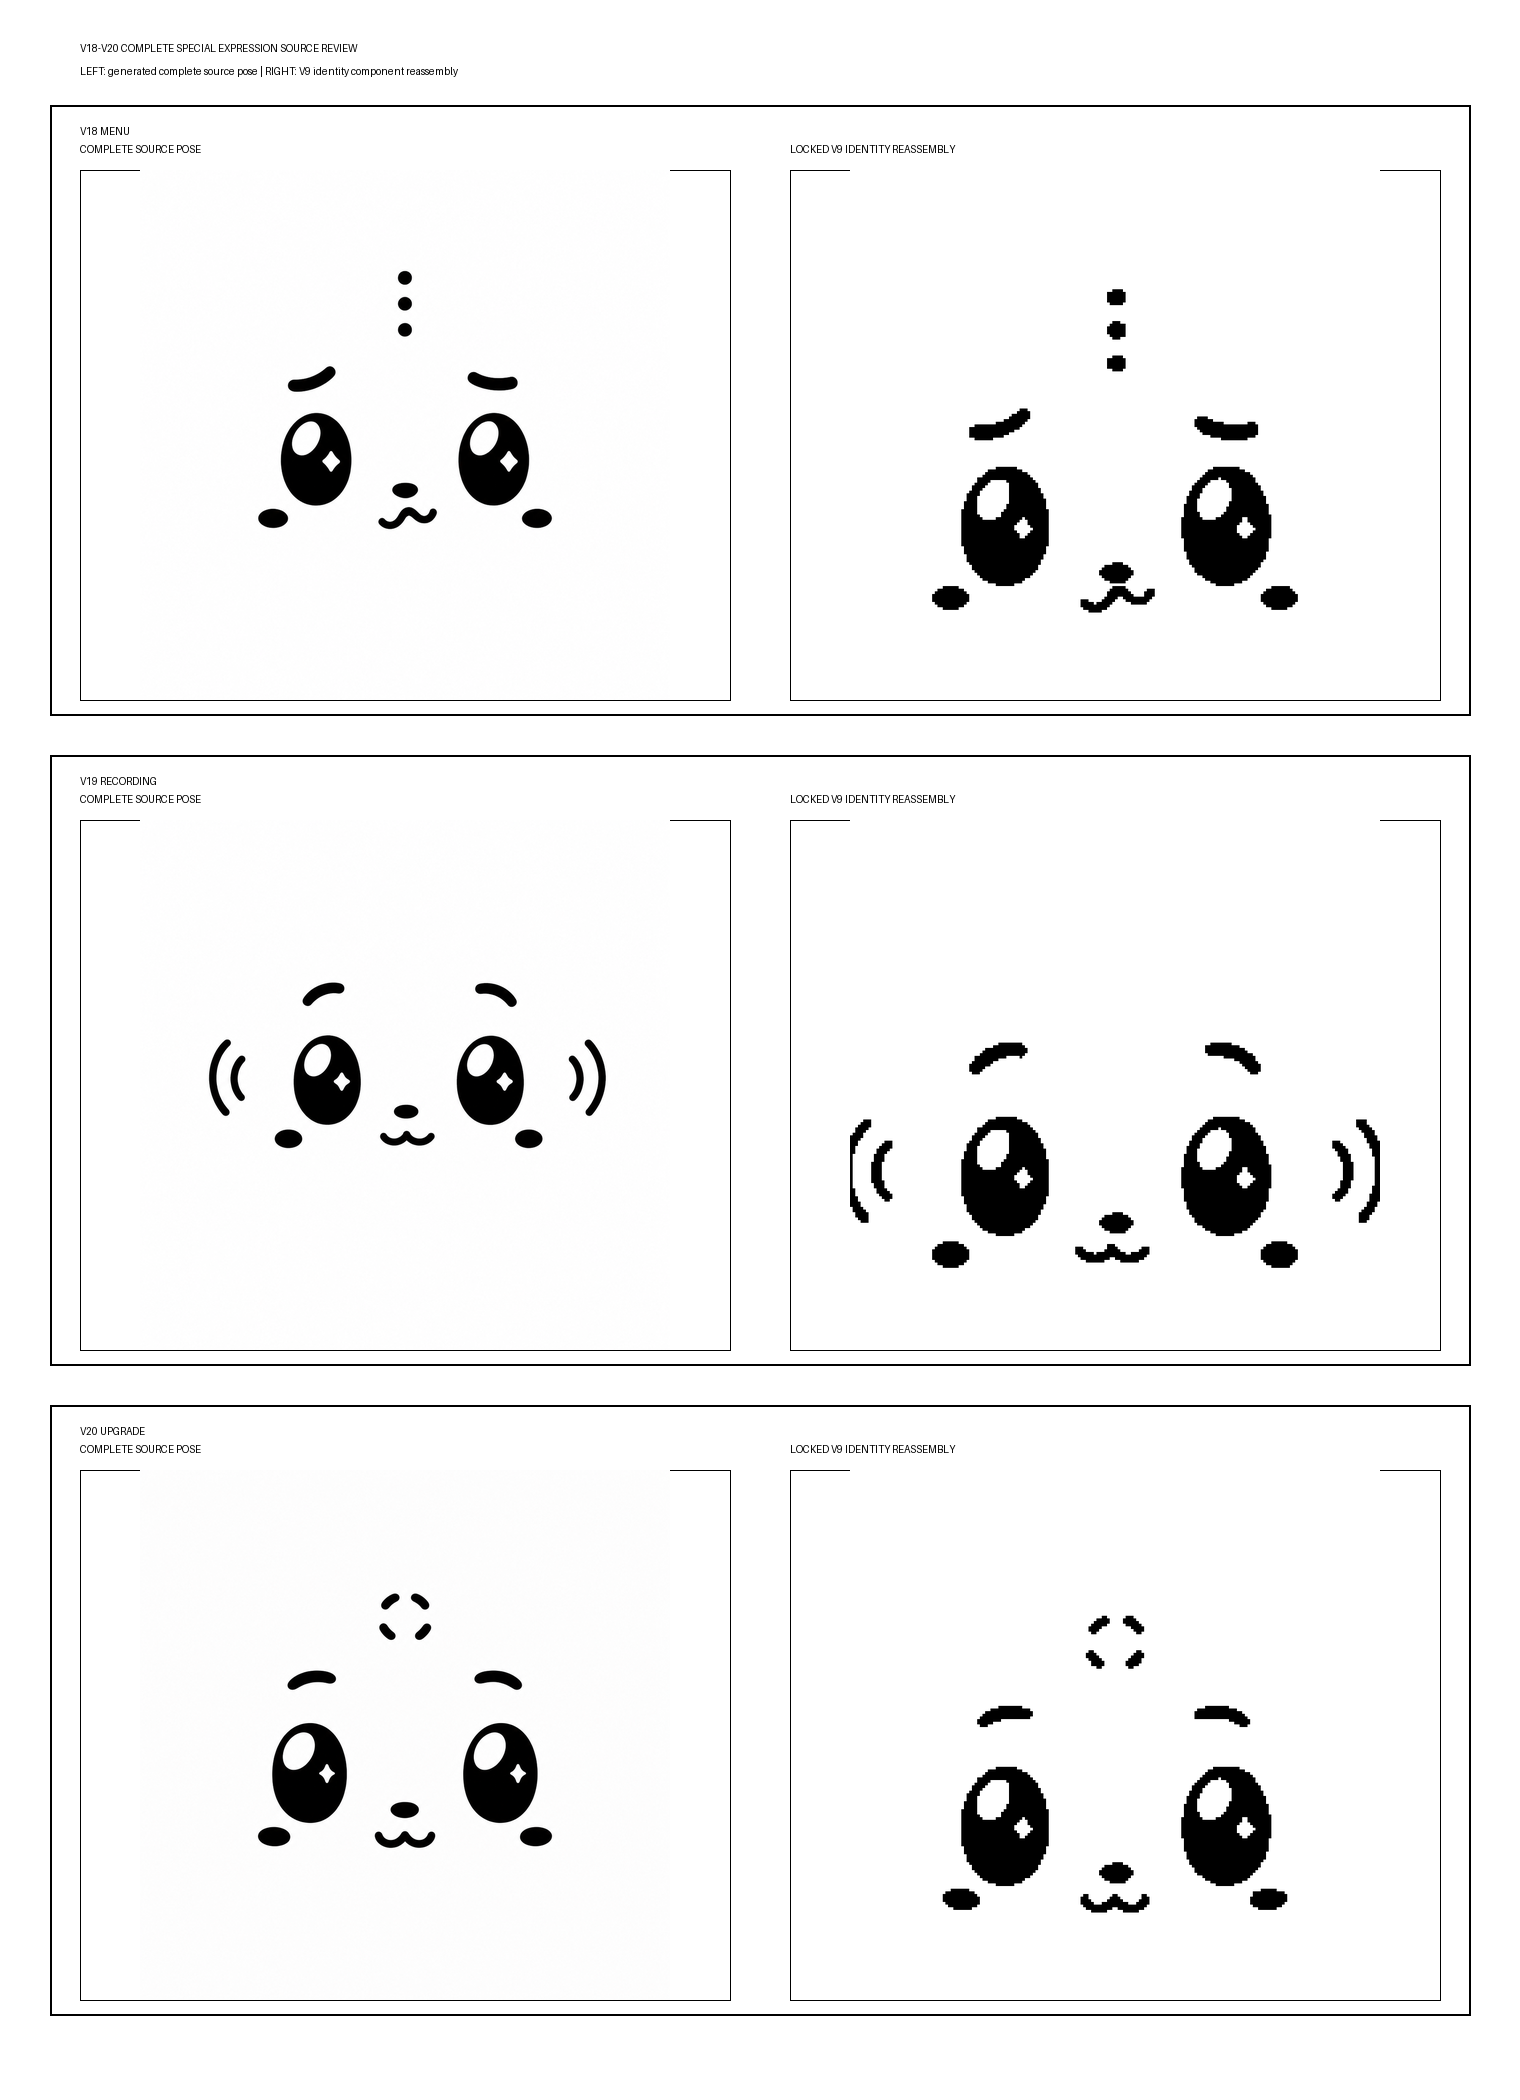 V18-V20 COMPLETE SPECIAL EXPRESSION SOURCE REVIEW
LEFT: generated complete source pose | RIGHT: V9 identity component reassembly
V18 MENU
COMPLETE SOURCE POSE
LOCKED V9 IDENTITY REASSEMBLY
V19 RECORDING
COMPLETE SOURCE POSE
LOCKED V9 IDENTITY REASSEMBLY
V20 UPGRADE
COMPLETE SOURCE POSE
LOCKED V9 IDENTITY REASSEMBLY